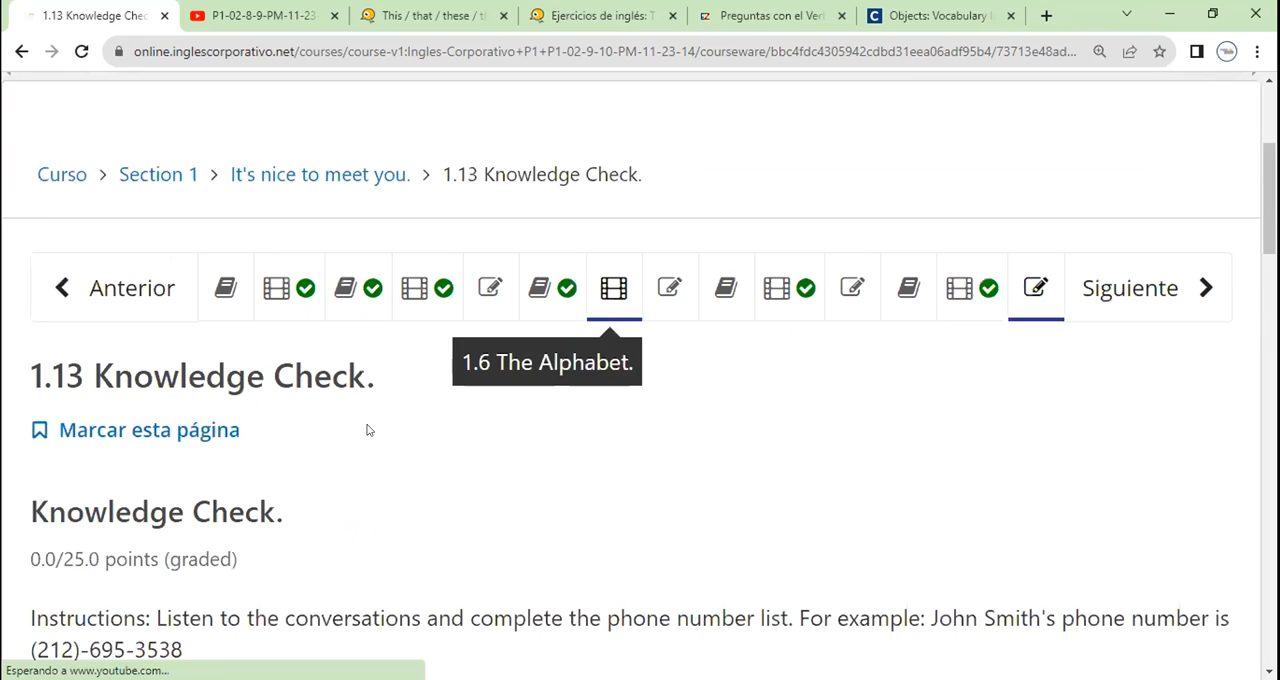 1.13 Knowledge Chec
P1-02-8-9-PM-11-23
This / that / these / t
Ejercicios de inglés: T
Preguntas con el Ver
Objects: Vocabulary
online.inglescorporativo.net/courses/course-v1:Ingles-Corporativo+P1+P1-02-9-10-PM-11-23-14/courseware/bbc4fdc4305942cdbd31eea06adf95b4/73713e48ad...
Curso > Section 1 > It's nice to meet you. > 1.13 Knowledge Check.
Anterior
Siguiente
1.6 The Alphabet.
1.13 Knowledge Check.
Marcar esta página
Knowledge Check.
0.0/25.0 points (graded)
Instructions: Listen to the conversations and complete the phone number list. For example: John Smith's phone number is
(212)-695-3538
Esperando a www.youtube.com...